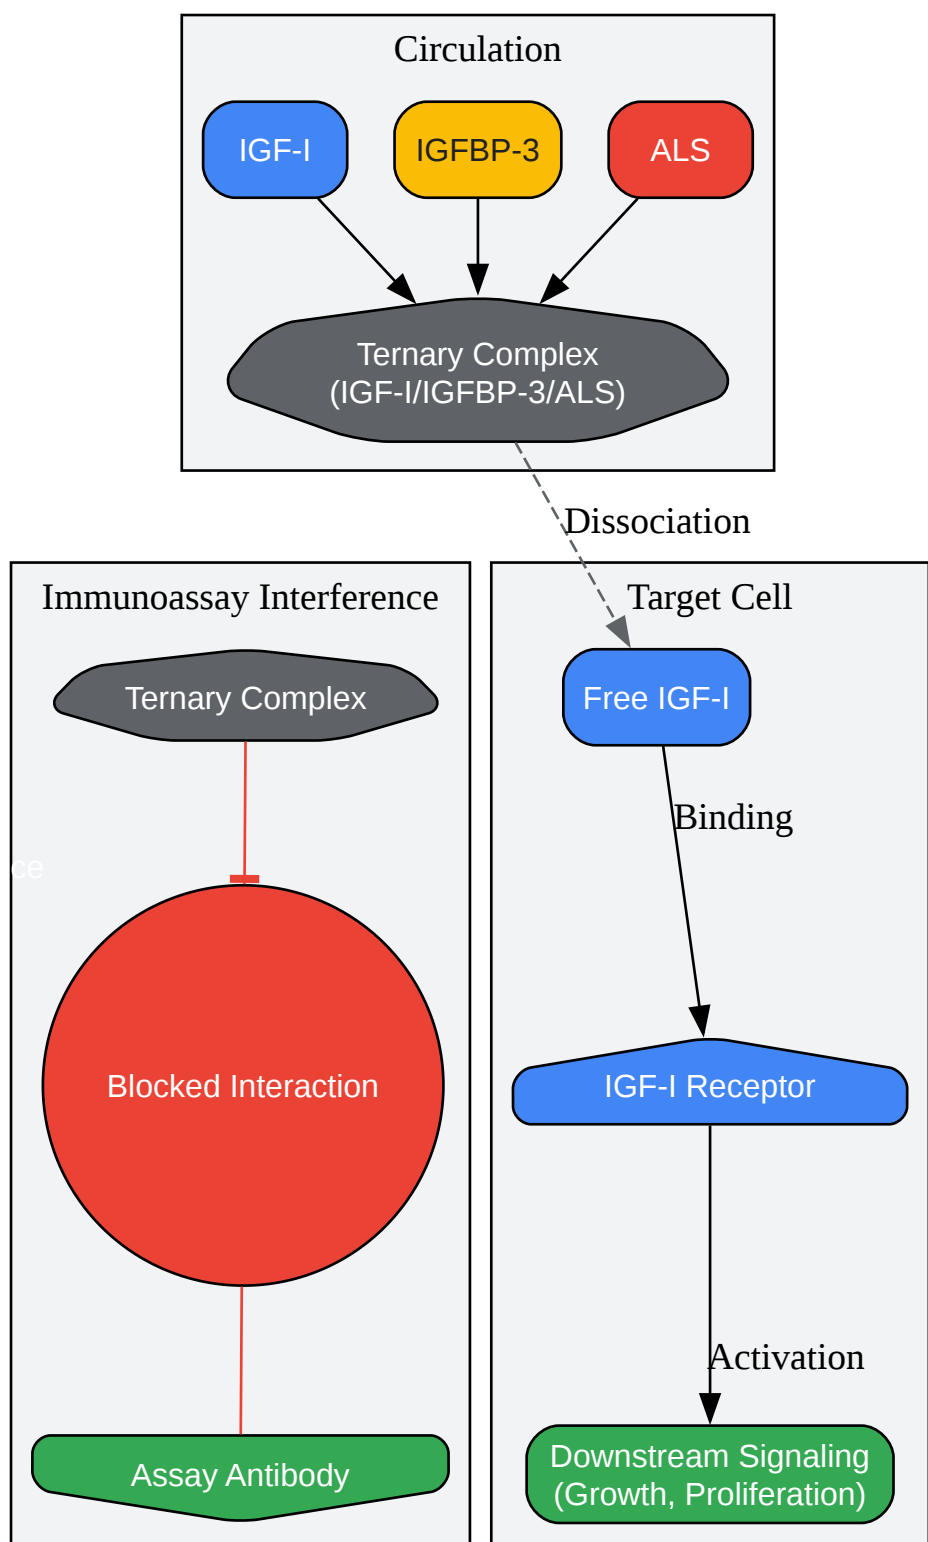 Circulation
IGF-I
IGFBP-3
ALS
Ternary Complex
(IGF-I/IGFBP-3/ALS)
Dissociation
Immunoassay Interference
Ternary Complex
ce
Blocked Interaction
Assay Antibody
Target Cell
Free IGF-I
Binding
IGF-I Receptor
Activation
Downstream Signaling
(Growth, Proliferation)